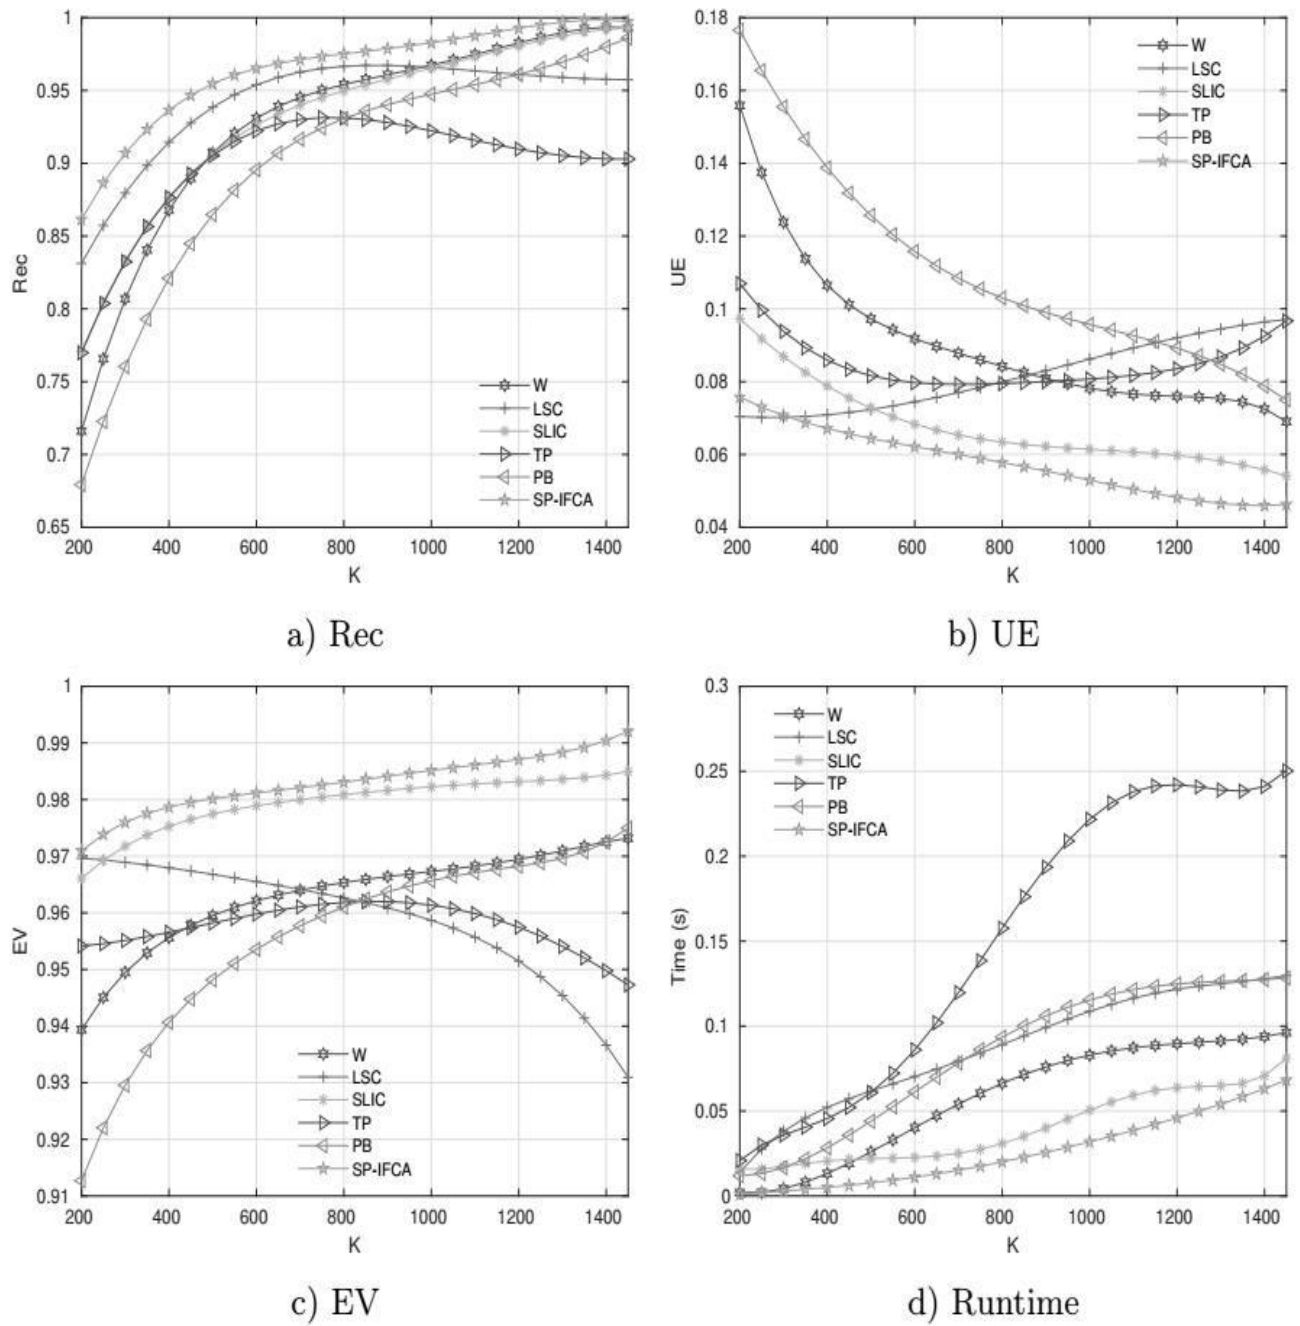 1
0.95
0.9
0.85
0.8
0.75
0.7
0.65
Rec
200 400 600 800 1000 1200 1400
K
W
LSC
SLIC
TP
PB
SP-IFCA
a) Rec
0.18
0.16
0.14
0.12
0.1
0.08
0.06
0.04
UE
200 400 600 800 1000 1200 1400
K
W
LSC
SLIC
TP
PB
SP-IFCA
b) UE
1
0.99
0.98
0.97
0.96
0.95
0.94
0.93
0.92
0.91
EV
200 400 600 800 1000 1200 1400
K
W
LSC
SLIC
TP
PB
SP-IFCA
c) EV
0.3
0.25
0.2
0.15
0.1
0.05
0
Time (s)
200 400 600 800 1000 1200 1400
K
W
LSC
SLIC
TP
PB
SP-IFCA
d) Runtime